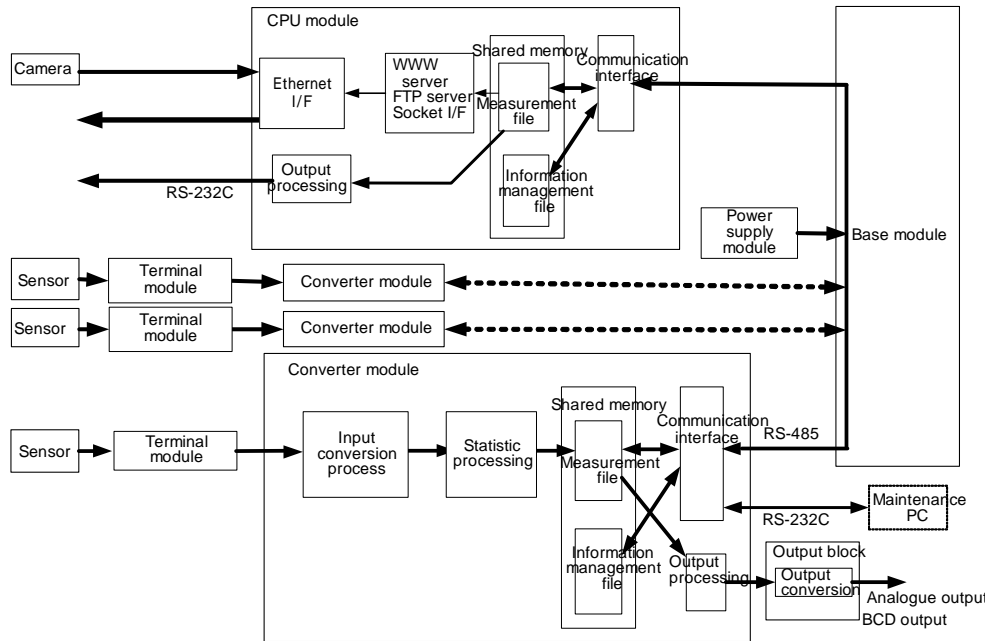 CPU module
Camera
Ethernet
I/F
WWW
server
FTP server
Socket I/F
Shared memory
Measurement
file
Communication
interface
Information
management
file
Output
processing
RS-232C
Power
supply
module
Base module
Sensor
Terminal
module
Converter module
Sensor
Terminal
module
Converter module
Converter module
Sensor
Terminal
module
Input
conversion
process
Statistic
processing
Shared memory
Measurement
file
Communication
interface
RS-485
RS-232C
Maintenance
PC
Information
management
file
Output
processing
Output block
Output
conversion
Analogue output
BCD output